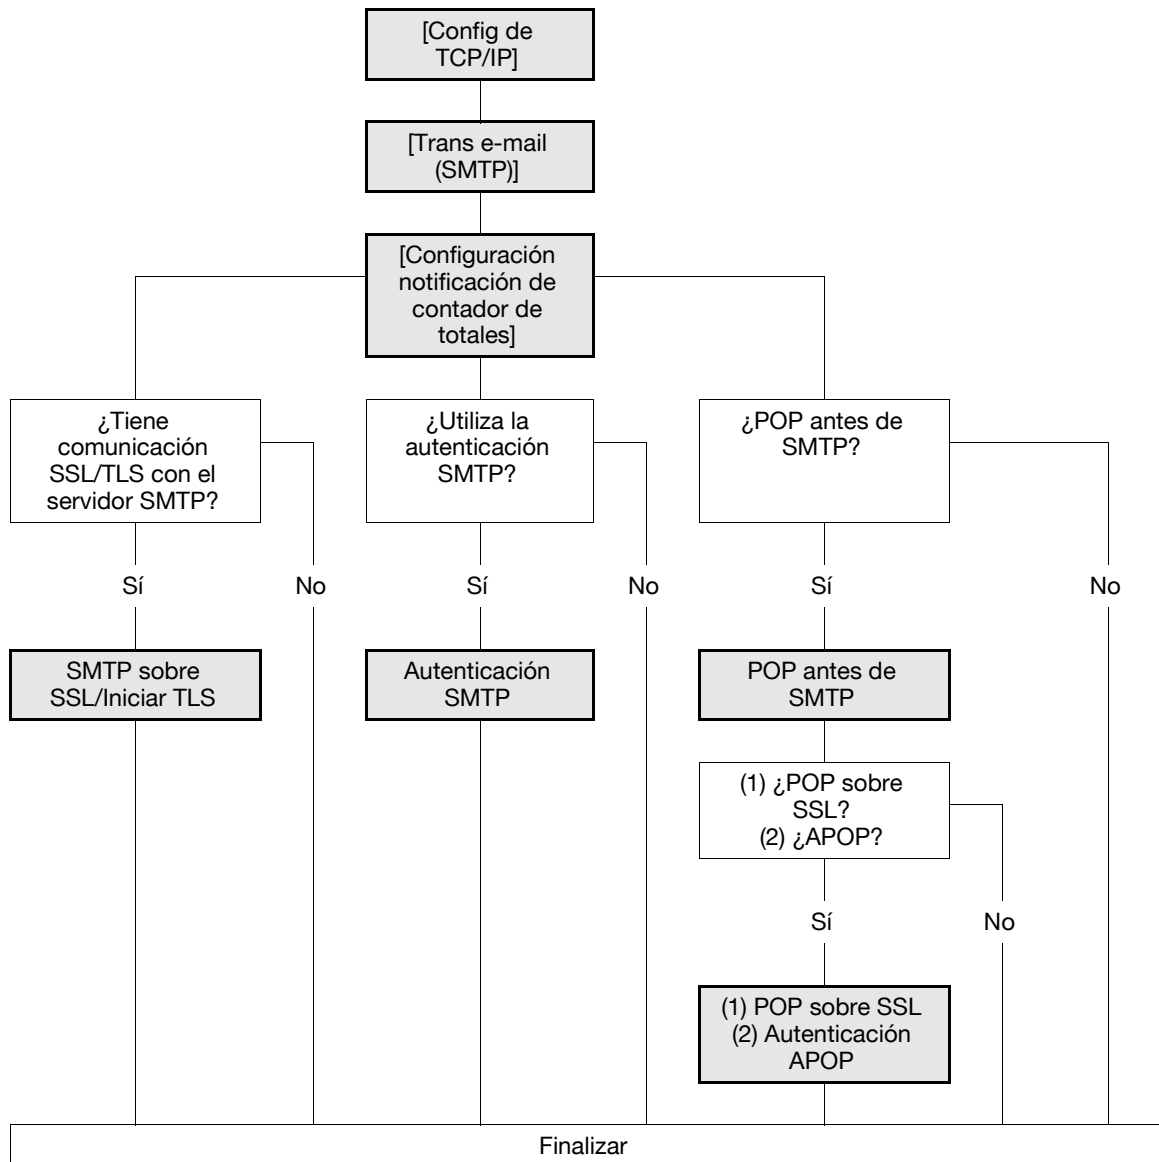 [Config de
TCP/IP]
[Trans e-mail
(SMTP)]
[Configuración
notificación de
contador de
totales]
¿Tiene
comunicación
SSL/TLS con el
servidor SMTP?
¿Utiliza la
autenticación
SMTP?
¿POP antes de
SMTP?
Sí
No
Sí
No
Sí
No
SMTP sobre
SSL/Iniciar TLS
Autenticación
SMTP
POP antes de
SMTP
(1) ¿POP sobre
SSL?
(2) ¿APOP?
Sí
No
(1) POP sobre SSL
(2) Autenticación
APOP
Finalizar